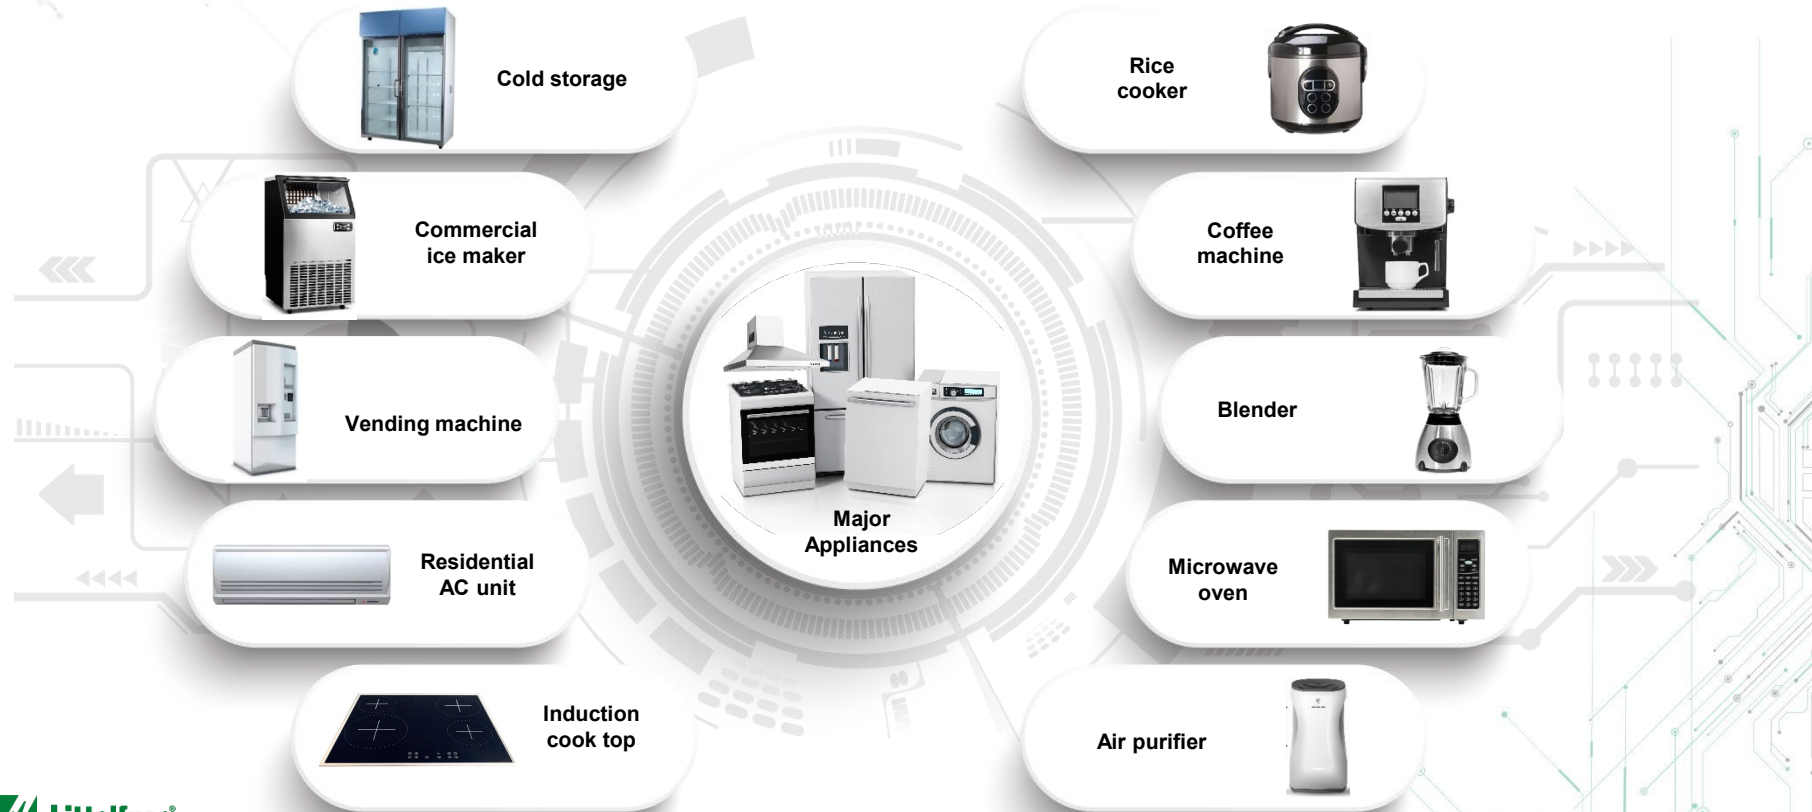 Cold storage
Commercial
ice maker
Vending machine
Residential
AC unit
Induction
cook top
Major
Appliances
Rice
cooker
Coffee
machine
Blender
Microwave
oven
Air purifier